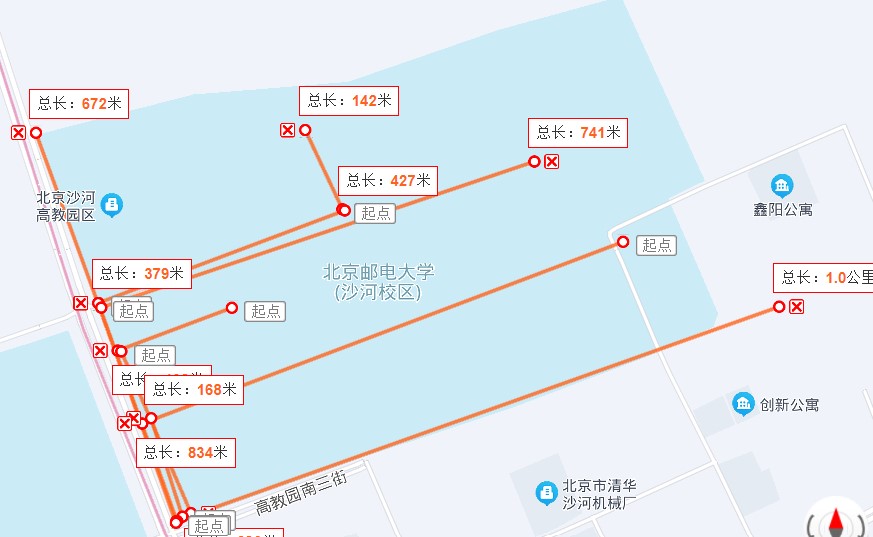 总长：672米
总长：142米
总长：741米
总长：427米
起点
北京沙河
高教园区
鑫阳公寓
起点
总长：379米
北京邮电大学
(沙河校区)
总长：1.0公里
起点
起点
起点
总长：168米
创新公寓
总长：834米
高教园南三街
北京市清华
沙河机械厂
起点